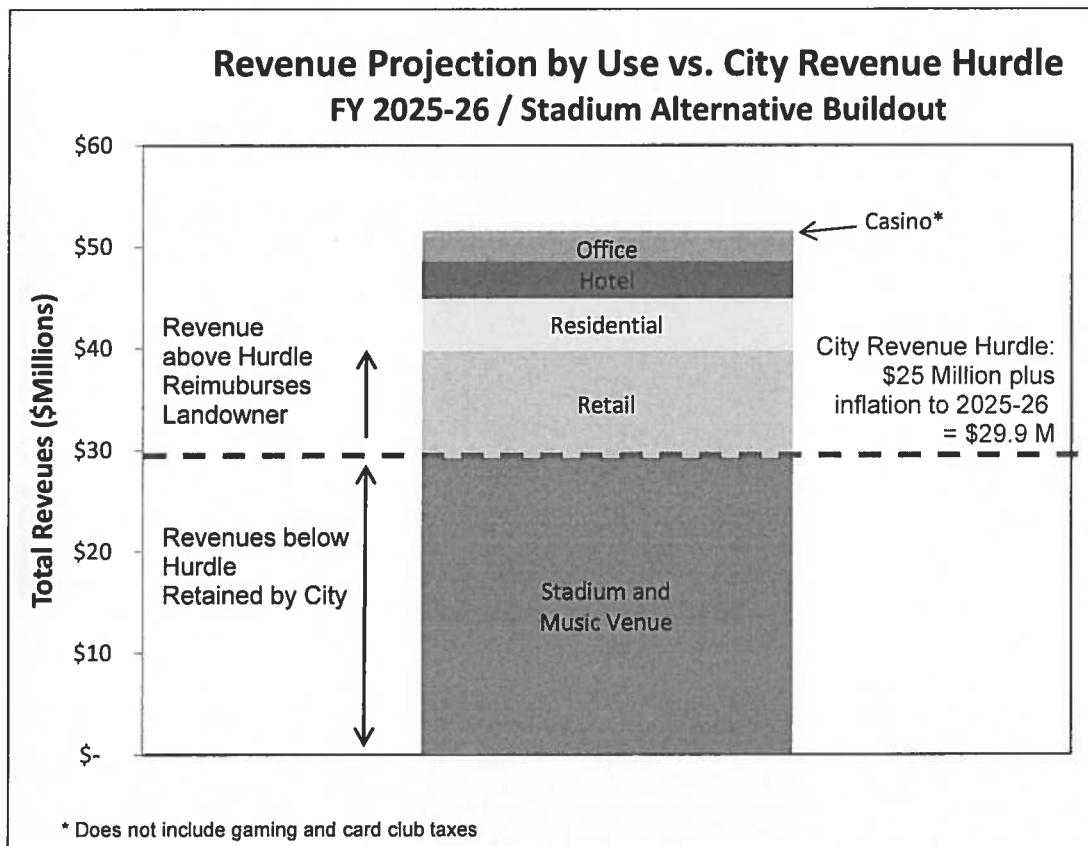 Revenue Projection by Use vs. City Revenue Hurdle
FY 2025-26 / Stadium Alternative Buildout
Total Revenues ($Millions)
$60
$50
$40
$30
$20
$10
$-
Casino*
Office
Hotel
Residential
Retail
Stadium and
Music Venue
Revenue
above Hurdle
Reimuburses
Landowner
Revenues below
Hurdle
Retained by City
City Revenue Hurdle:
$25 Million plus
inflation to 2025-26
= $29.9 M
* Does not include gaming and card club taxes